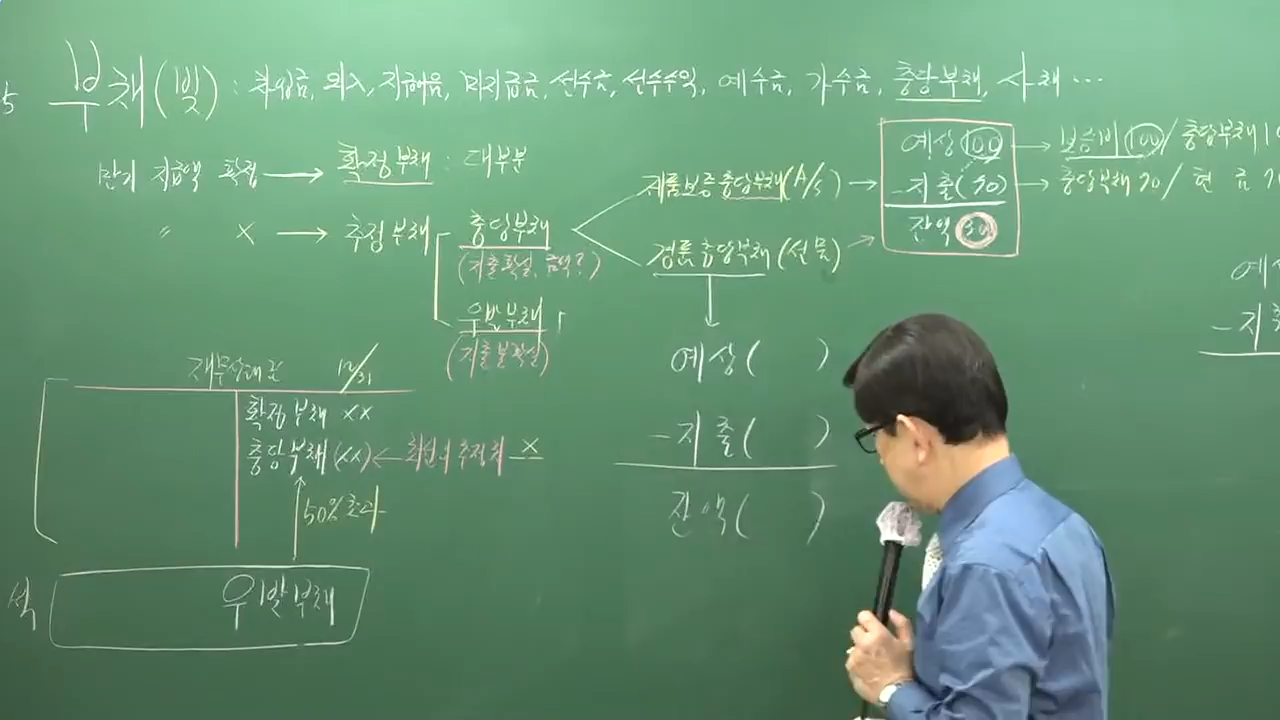 부채(빚) : 차입금, 외상, 지급어음, 미지급금, 선수금, 선수수익, 예수금, 가수금, 충당부채, 사채 ...
만기 지급액 확정 → 확정부채 : 대부분
〃 × → 추정부채
충당부채
(지출확실, 금액?)
우발부채
(지출불확실)
제품보증충당부채(A/S) →
경품충당부채(선물)
예상 100 → 보증비 100 / 충당부채
-지출(70) → 충당부채 70 / 현금
잔액 30
예상( )
-지출( )
잔액( )
예상
-지출
재무상태표 12/31
확정부채 ××
충당부채(××) ← 최선의 추정치 ×
50% 초과
우발부채